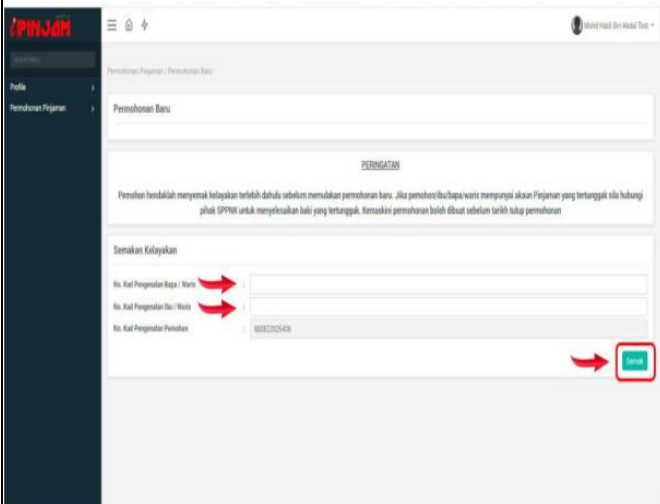 iPINJAM
Mohd Hazli Bin Abdul Test
Search Menu
Permohonan Pinjaman / Permohonan Baru
Profile
Permohonan Pinjaman
Permohonan Baru
PERINGATAN
Pemohon hendaklah menyemak kelayakan terlebih dahulu sebelum memulakan permohonan baru. Jika pemohon/ibu/bapa/waris mempunyai akaun Pinjaman yang tertunggak sila hubungi
pihak SPPNK untuk menyelesaikan baki yang tertunggak. Kemaskini permohonan boleh dibuat sebelum tarikh tutup permohonan
Semakan Kelayakan
No. Kad Pengenalan Bapa / Waris :
No. Kad Pengenalan Ibu / Waris :
No. Kad Pengenalan Pemohon :
Semak